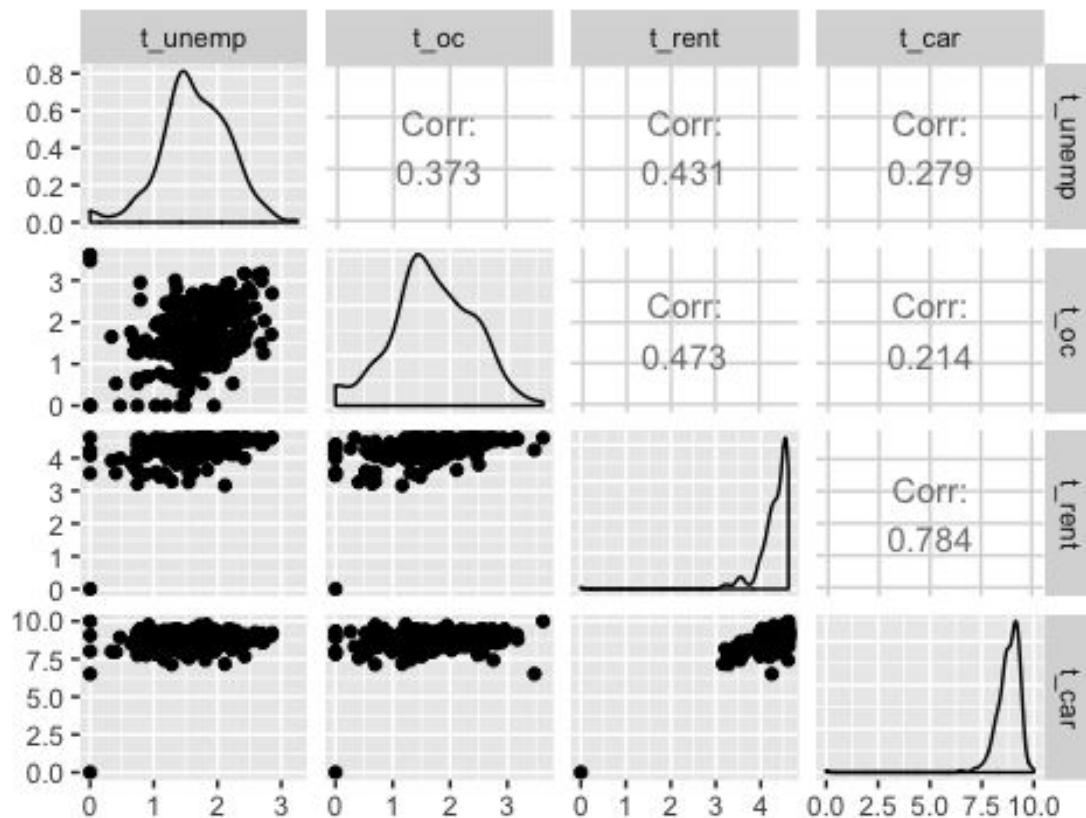 t_unemp t_oc t_rent t_car
0.8
0.6
0.4
0.2
0.0
Corr:
0.373
Corr:
0.431
Corr:
0.279
t_unemp
3
2
1
0
Corr:
0.473
Corr:
0.214
t_oc
4
3
2
1
0
Corr:
0.784
t_rent
10.0
7.5
5.0
2.5
0.0
t_car
0 1 2 3 0 1 2 3 0 1 2 3 4 0.0 2.5 5.0 7.5 10.0